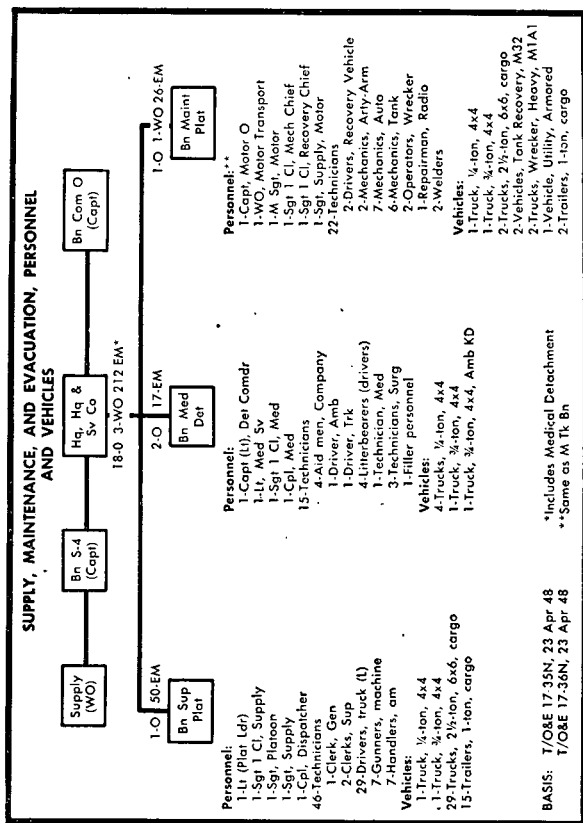 SUPPLY, MAINTENANCE, AND EVACUATION, PERSONNEL
AND VEHICLES
Supply
(WO)
Bn S-4
(Capt)
Hq, Hq &
Sv Co
Bn Com O
(Capt)
18-0 3-WO 212 EM*
1-O 50-EM
Bn Sup
Plat
Personnel:
1-Lt (Plat Ldr)
1-Sgt 1 Cl, Supply
1-Sgt, Platoon
1-Sgt, Supply
1-Cpl, Dispatcher
46-Technicians
1-Clerk, Gen
2-Clerks, Sup
29-Drivers, truck (L)
7-Gunners, machine
7-Handlers, am
Vehicles:
1-Truck, ¼-ton, 4x4
1-Truck, ¾-ton, 4x4
29-Trucks, 2½-ton, 6x6, cargo
15-Trailers, 1-ton, cargo
2-O 17-EM
Bn Med
Det
Personnel:
1-Capt (Lt), Det Comdr
1-Lt, Med Sv
1-Sgt 1 Cl, Med
1-Cpl, Med
15-Technicians
4-Aid men, Company
1-Driver, Amb
1-Driver, Trk
4-Litterbearers (drivers)
1-Technician, Med
3-Technicians, Surg
1-Filler personnel
Vehicles:
4-Trucks, ¼-ton, 4x4
1-Truck, ¾-ton, 4x4
1-Truck, ¾-ton, 4x4, Amb KD
1-O 1-WO 26-EM
Bn Maint
Plat
Personnel:**
1-Capt, Motor O
1-WO, Motor Transport
1-M Sgt, Motor
1-Sgt 1 Cl, Mech Chief
1-Sgt 1 Cl, Recovery Chief
1-Sgt, Supply, Motor
22-Technicians
2-Drivers, Recovery Vehicle
2-Mechanics, Arty-Arm
7-Mechanics, Auto
6-Mechanics, Tank
2-Operators, Wrecker
1-Repairman, Radio
2-Welders
Vehicles:
1-Truck, ¼-ton, 4x4
1-Truck, ¾-ton, 4x4
2-Trucks, 2½-ton, 6x6, cargo
2-Vehicles, Tank Recovery, M32
2-Trucks, Wrecker, Heavy, M1A1
1-Vehicle, Utility, Armored
2-Trailers, 1-ton, cargo
BASIS: T/O&E 17-35N, 23 Apr 48
T/O&E 17-36N, 23 Apr 48
*Includes Medical Detachment
**Same as M Tk Bn